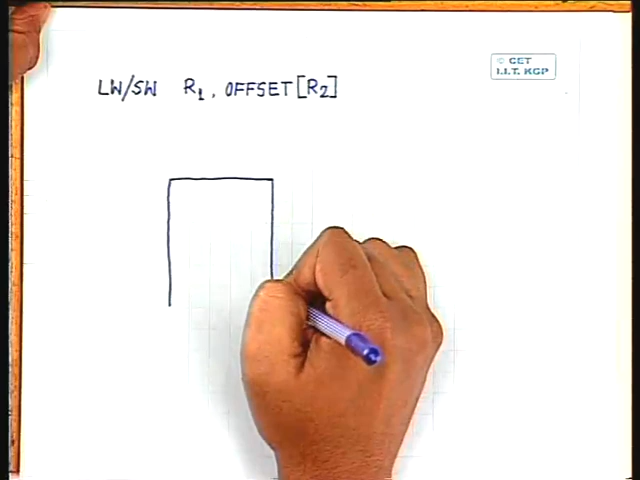 LW/SW R1, OFFSET[R2]
© CET
I.I.T. KGP